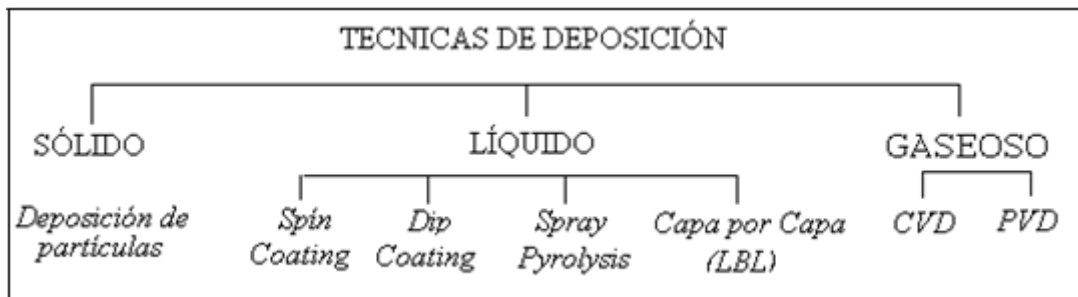 TECNICAS DE DEPOSICIÓN
SÓLIDO
LÍQUIDO
GASEOSO
Deposición de
partículas
Spin
Coating
Dip
Coating
Spray
Pyrolysis
Capa por Capa
(LBL)
CVD
PVD